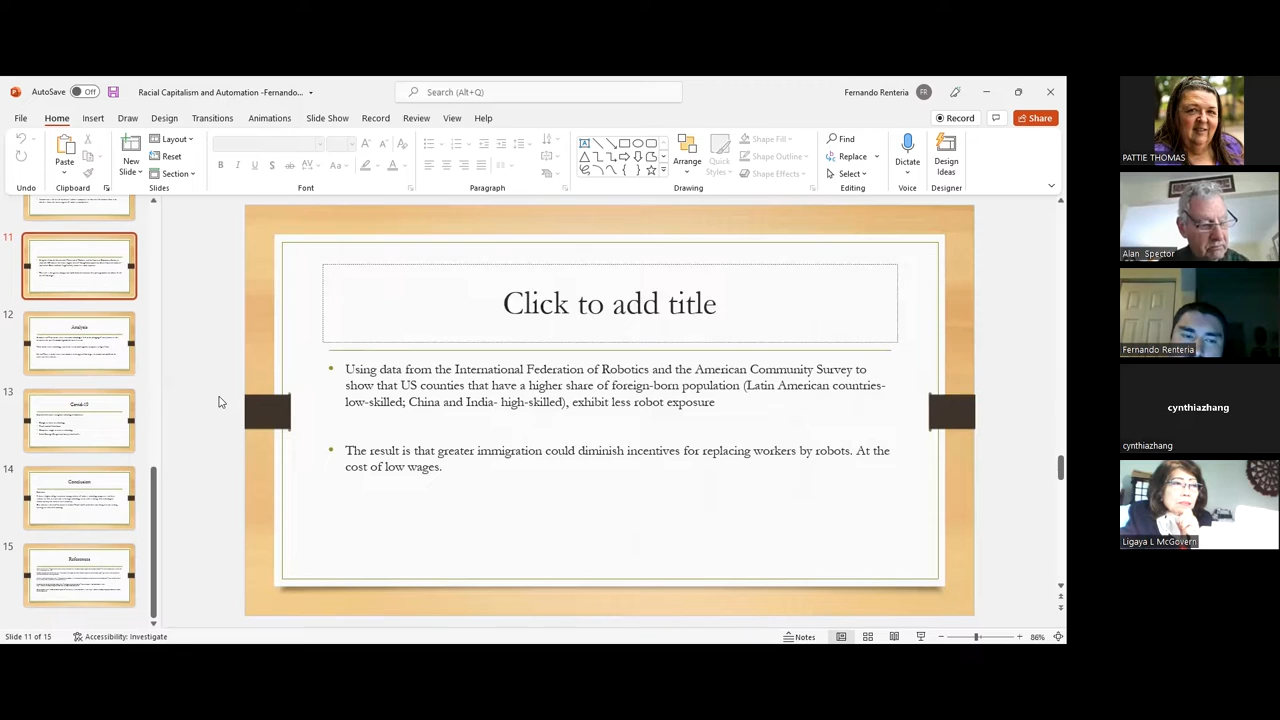 AutoSave Off Racial Capitalism and Automation -Fernando... Search (Alt+Q) Fernando Renteria FR
File Home Insert Draw Design Transitions Animations Slide Show Record Review View Help Record Share
Paste New Slide Layout Reset Section Shape Fill Shape Outline Shape Effects Arrange Quick Styles Find Replace Select Dictate Design Ideas
Undo Clipboard Slides Font Paragraph Drawing Editing Voice Designer
11
12
Analysis
13
Covid-19
14
Conclusion
15
References
Click to add title
Using data from the International Federation of Robotics and the American Community Survey to
show that US counties that have a higher share of foreign-born population (Latin American countries-
low-skilled; China and India- high-skilled), exhibit less robot exposure
The result is that greater immigration could diminish incentives for replacing workers by robots. At the
cost of low wages.
Slide 11 of 15 Accessibility: Investigate Notes 86%
PATTIE THOMAS
Alan Spector
Fernando Renteria
cynthiazhang
cynthiazhang
Ligaya L McGovern